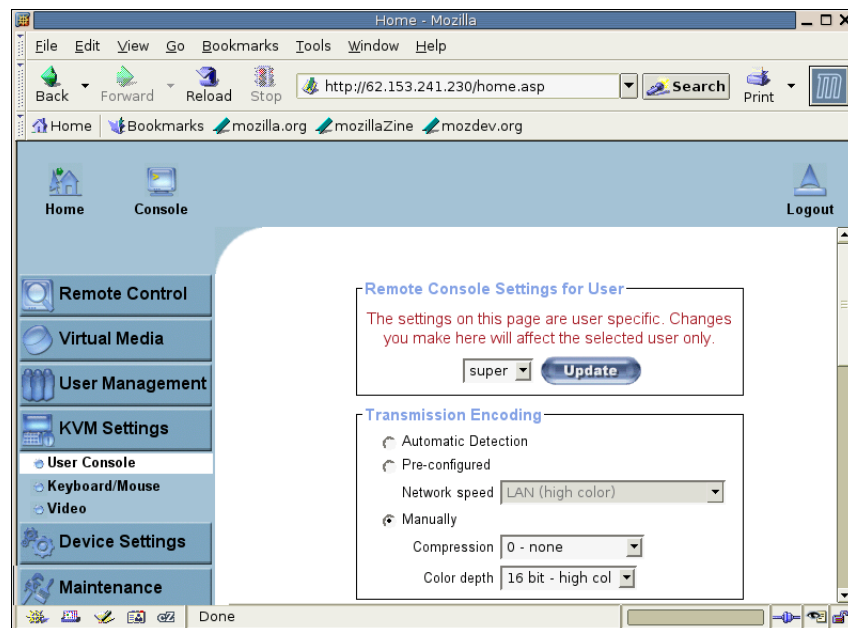 Home - Mozilla
File Edit View Go Bookmarks Tools Window Help
Back Forward Reload Stop http://62.153.241.230/home.asp Search Print
Home Bookmarks mozilla.org mozillaZine mozdev.org
Home Console Logout
Remote Control
Virtual Media
User Management
KVM Settings
User Console
Keyboard/Mouse
Video
Device Settings
Maintenance
Remote Console Settings for User
The settings on this page are user specific. Changes
you make here will affect the selected user only.
super Update
Transmission Encoding
Automatic Detection
Pre-configured
Network speed LAN (high color)
Manually
Compression 0 - none
Color depth 16 bit - high col
Done